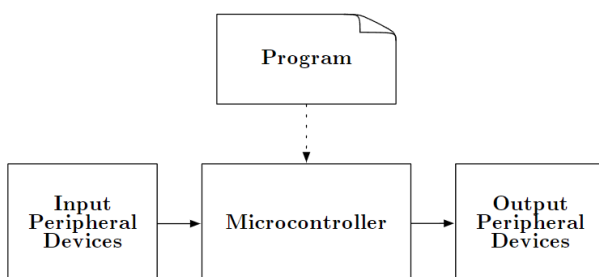 Program
Input
Peripheral
Devices
Microcontroller
Output
Peripheral
Devices